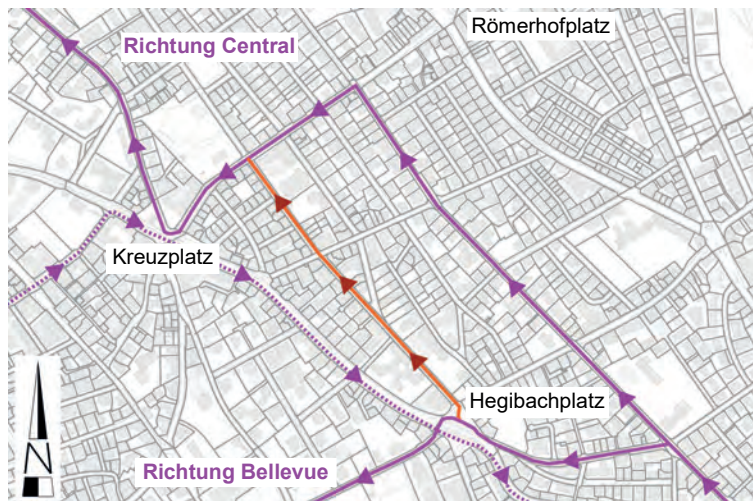 Römerhofplatz
Richtung Central
Kreuzplatz
Hegibachplatz
Richtung Bellevue
N